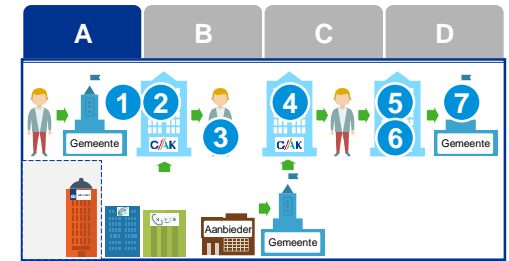 A B C D
1 2 4 5 7
3 6
Gemeente CAK CAK Gemeente
Aanbieder
Gemeente